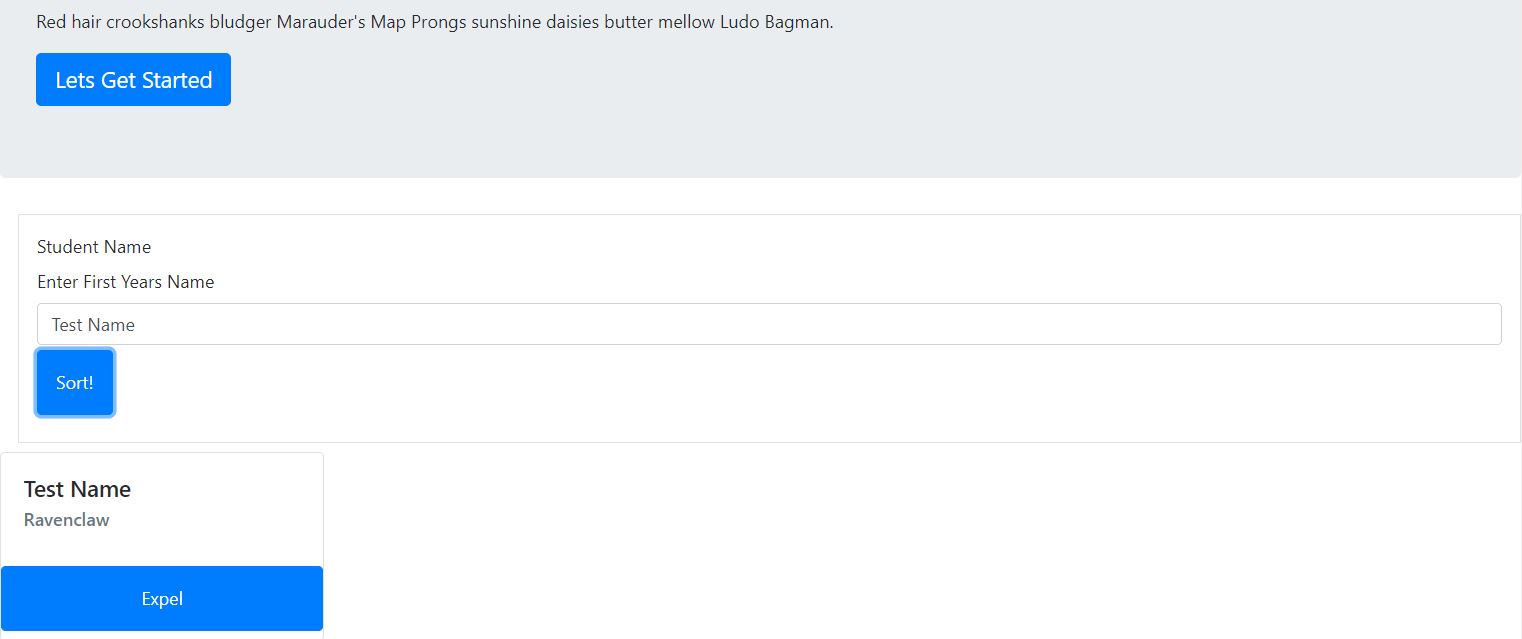 Red hair crookshanks bludger Marauder's Map Prongs sunshine daisies butter mellow Ludo Bagman.
Lets Get Started
Student Name
Enter First Years Name
Test Name
Sort!
Test Name
Ravenclaw
Expel